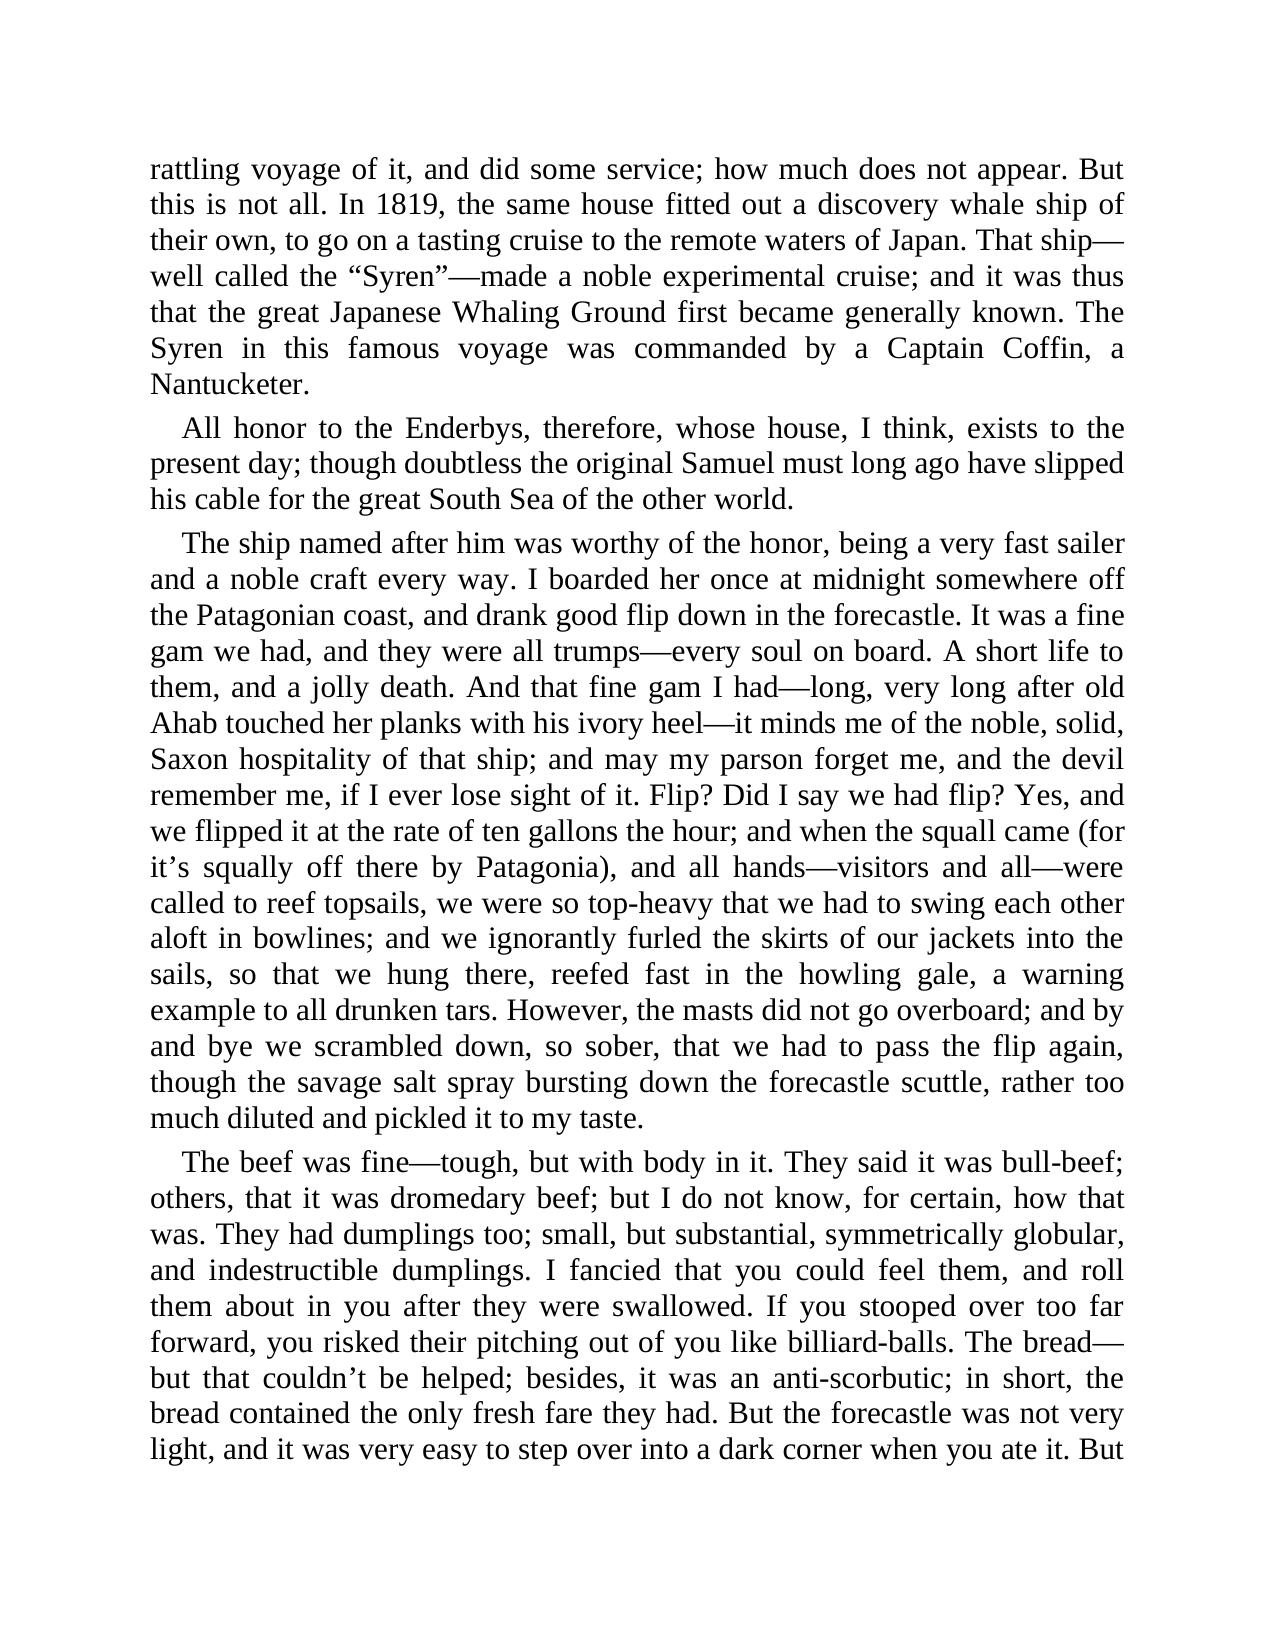 rattling voyage of it, and did some service; how much does not appear. But
this is not all. In 1819, the same house fitted out a discovery whale ship of
their own, to go on a tasting cruise to the remote waters of Japan. That ship—
well called the “Syren”—made a noble experimental cruise; and it was thus
that the great Japanese Whaling Ground first became generally known. The
Syren in this famous voyage was commanded by a Captain Coffin, a
Nantucketer.
All honor to the Enderbys, therefore, whose house, I think, exists to the
present day; though doubtless the original Samuel must long ago have slipped
his cable for the great South Sea of the other world.
The ship named after him was worthy of the honor, being a very fast sailer
and a noble craft every way. I boarded her once at midnight somewhere off
the Patagonian coast, and drank good flip down in the forecastle. It was a fine
gam we had, and they were all trumps—every soul on board. A short life to
them, and a jolly death. And that fine gam I had—long, very long after old
Ahab touched her planks with his ivory heel—it minds me of the noble, solid,
Saxon hospitality of that ship; and may my parson forget me, and the devil
remember me, if I ever lose sight of it. Flip? Did I say we had flip? Yes, and
we flipped it at the rate of ten gallons the hour; and when the squall came (for
it’s squally off there by Patagonia), and all hands—visitors and all—were
called to reef topsails, we were so top-heavy that we had to swing each other
aloft in bowlines; and we ignorantly furled the skirts of our jackets into the
sails, so that we hung there, reefed fast in the howling gale, a warning
example to all drunken tars. However, the masts did not go overboard; and by
and bye we scrambled down, so sober, that we had to pass the flip again,
though the savage salt spray bursting down the forecastle scuttle, rather too
much diluted and pickled it to my taste.
The beef was fine—tough, but with body in it. They said it was bull-beef;
others, that it was dromedary beef; but I do not know, for certain, how that
was. They had dumplings too; small, but substantial, symmetrically globular,
and indestructible dumplings. I fancied that you could feel them, and roll
them about in you after they were swallowed. If you stooped over too far
forward, you risked their pitching out of you like billiard-balls. The bread—
but that couldn’t be helped; besides, it was an anti-scorbutic; in short, the
bread contained the only fresh fare they had. But the forecastle was not very
light, and it was very easy to step over into a dark corner when you ate it. But